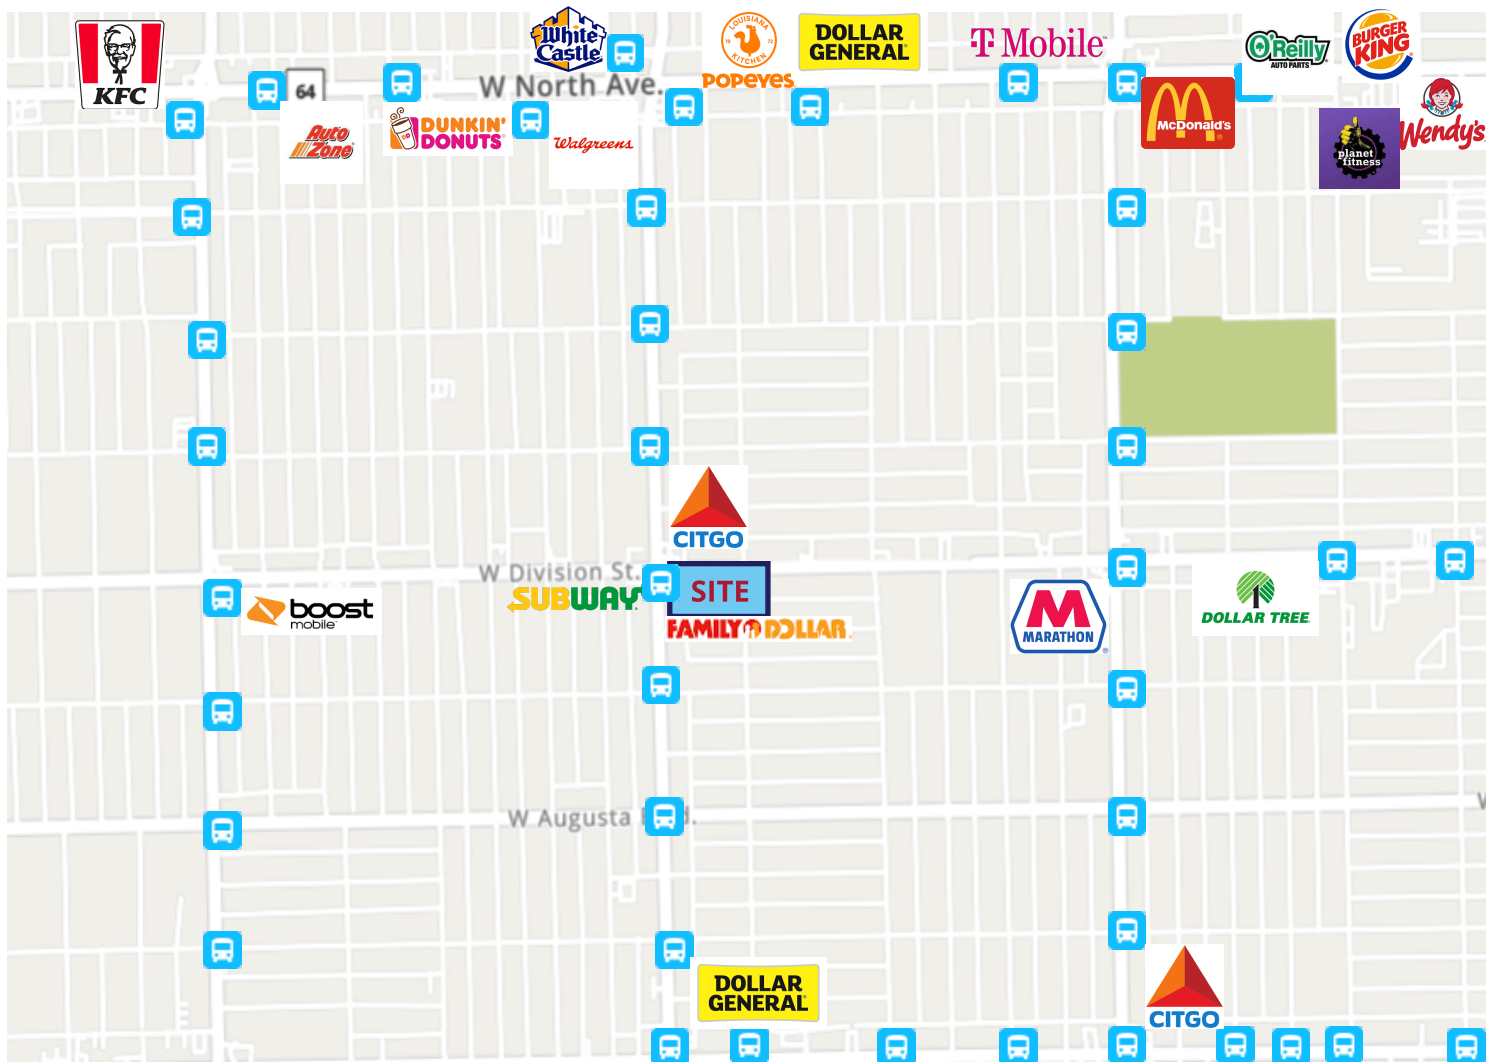 KFC
64
W North Ave.
White
Castle
LOUISIANA
KITCHEN
POPEYES
DOLLAR
GENERAL
T Mobile
O'Reilly
AUTO PARTS
BURGER
KING
Auto
Zone
DUNKIN'
DONUTS
Walgreens
McDonald's
planet
fitness
Wendy's
CITGO
W Division St.
SUBWAY
SITE
FAMILY DOLLAR
boost
mobile
MARATHON
DOLLAR TREE
W Augusta
DOLLAR
GENERAL
CITGO